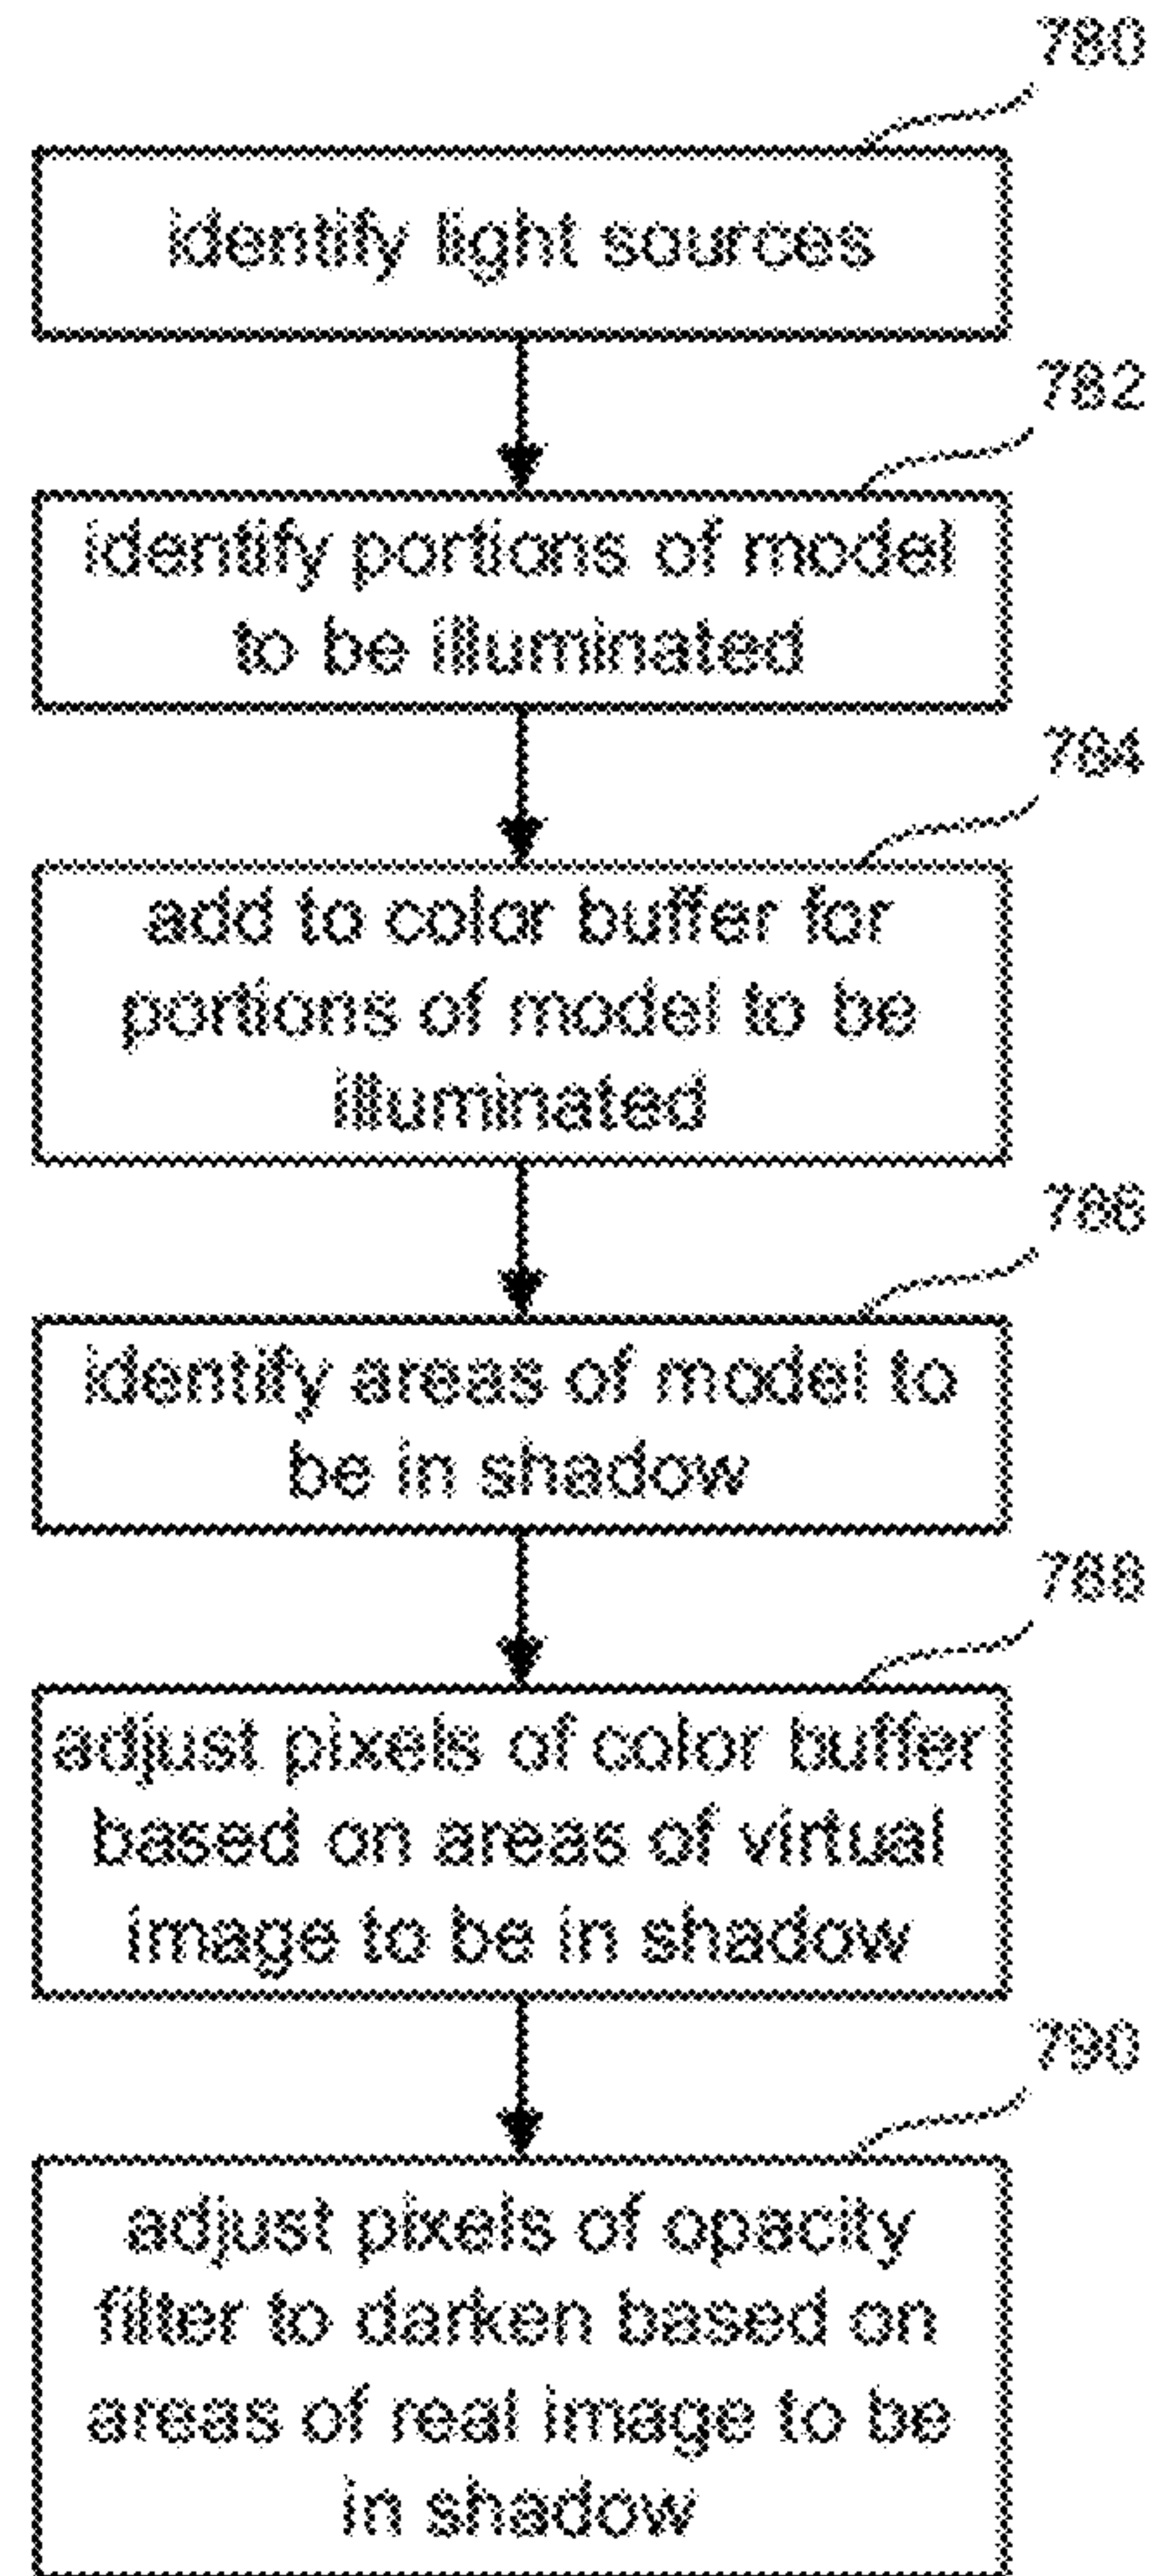 780
identify light sources
782
identify portions of model
to be illuminated
784
add to color buffer for
portions of model to be
illuminated
786
identify areas of model to
be in shadow
788
adjust pixels of color buffer
based on areas of virtual
image to be in shadow
790
adjust pixels of opacity
filter to darken based on
areas of real image to be
in shadow